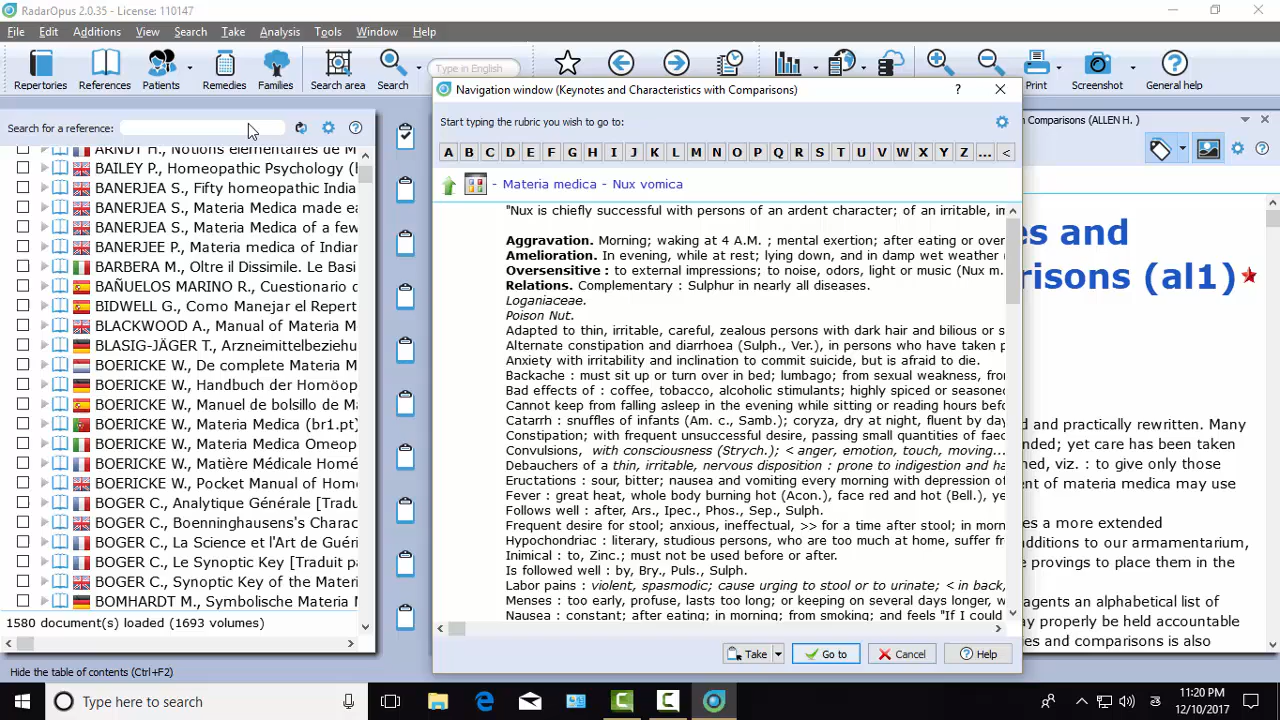 RadarOpus 2.0.35 - License: 110147
File Edit Additions View Search Take Analysis Tools Window Help
Repertories References Patients Remedies Families Search area Search Type in English Print Screenshot General help
Search for a reference:
ARNDT H., Notions élémentaires de M
BAILEY P., Homeopathic Psychology (
BANERJEA S., Fifty homeopathic Indian
BANERJEA S., Materia Medica made ea
BANERJEA S., Materia Medica of a few
BANERJEE P., Materia medica of Indian
BARBERA M., Oltre il Dissimile. Le Basi
BAÑUELOS MARINO R., Cuestionario d
BIDWELL G., Como Manejar el Repert
BLACKWOOD A., Manual of Materia M
BLASIG-JÄGER T., Arzneimittelbeziehu
BOERICKE W., De complete Materia M
BOERICKE W., Handbuch der Homöop
BOERICKE W., Manuel de bolsillo de Ma
BOERICKE W., Materia Medica (br1.pt)
BOERICKE W., Materia Medica Omeop
BOERICKE W., Matière Médicale Homé
BOERICKE W., Pocket Manual of Home
BOGER C., Analytique Générale [Traduit
BOGER C., Boenninghausen's Charact
BOGER C., La Science et l'Art de Guéri
BOGER C., Le Synoptic Key [Traduit pa
BOGER C., Synoptic Key of the Materia
BOMHARDT M., Symbolische Materia M
1580 document(s) loaded (1693 volumes)
Hide the table of contents (Ctrl+F2)
Navigation window (Keynotes and Characteristics with Comparisons)
Start typing the rubric you wish to go to:
A B C D E F G H I J K L M N O P Q R S T U V W X Y Z ... <
- Materia medica - Nux vomica
"Nux is chiefly successful with persons of an ardent character; of an irritable, im
Aggravation. Morning; waking at 4 A.M. ; mental exertion; after eating or over
Amelioration. In evening, while at rest; lying down, and in damp wet weather (
Oversensitive : to external impressions; to noise, odors, light or music (Nux m.
Relations. Complementary : Sulphur in nearly all diseases.
Loganiaceae.
Poison Nut.
Adapted to thin, irritable, careful, zealous persons with dark hair and bilious or s
Alternate constipation and diarrhoea (Sulph., Ver.), in persons who have taken p
Anxiety with irritability and inclination to commit suicide, but is afraid to die.
Backache : must sit up or turn over in bed; lumbago; from sexual weakness, from
Bad effects of : coffee, tobacco, alcoholic stimulants; highly spiced or seasoned
Cannot keep from falling asleep in the evening while sitting or reading hours befo
Catarrh : snuffles of infants (Am. c., Samb.); coryza, dry at night, fluent by day
Constipation; with frequent unsuccessful desire, passing small quantities of faec
Convulsions, with consciousness (Strych.); < anger, emotion, touch, moving...
Debauchers of a thin, irritable, nervous disposition : prone to indigestion and ha
Eructations : sour, bitter; nausea and vomiting every morning with depression of
Fever : great heat, whole body burning hot (Acon.), face red and hot (Bell.), ye
Follows well : after, Ars., Ipec., Phos., Sep., Sulph.
Frequent desire for stool; anxious, ineffectual, >> for a time after stool; in morn
Hypochondriac : literary, studious persons, who are too much at home, suffer fr
Inimical : to, Zinc.; must not be used before or after.
Is followed well : by, Bry., Puls., Sulph.
Labor pains : violent, spasmodic; cause urging to stool or to urinate; < in back,
Menses : too early, profuse, lasts too long; or keeping on several days longer, w
Nausea : constant; after eating; in morning; from smoking; and feels "If I could
Take Go to Cancel Help
n Comparisons (ALLEN H. )
es and
risons (al1)
d and practically rewritten. Many
nded; yet care has been taken
ned, viz. : to give only those
ent of materia medica may use
es a more extended
additions to our armamentarium,
e provings to place them in the
agents an alphabetical list of
y properly be held accountable
es and comparisons is also
Type here to search
11:20 PM
12/10/2017